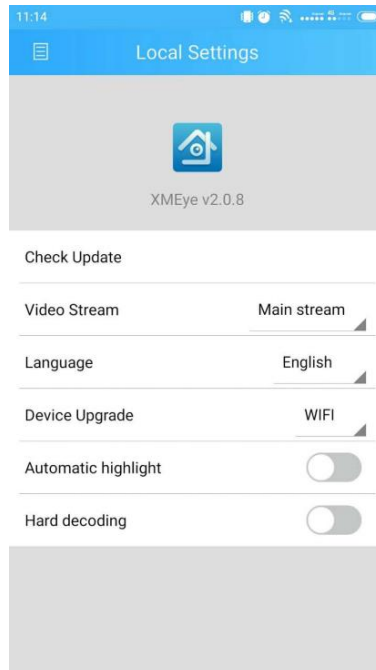 11:14
Local Settings
XMEye v2.0.8
Check Update
Video Stream Main stream
Language English
Device Upgrade WIFI
Automatic highlight
Hard decoding